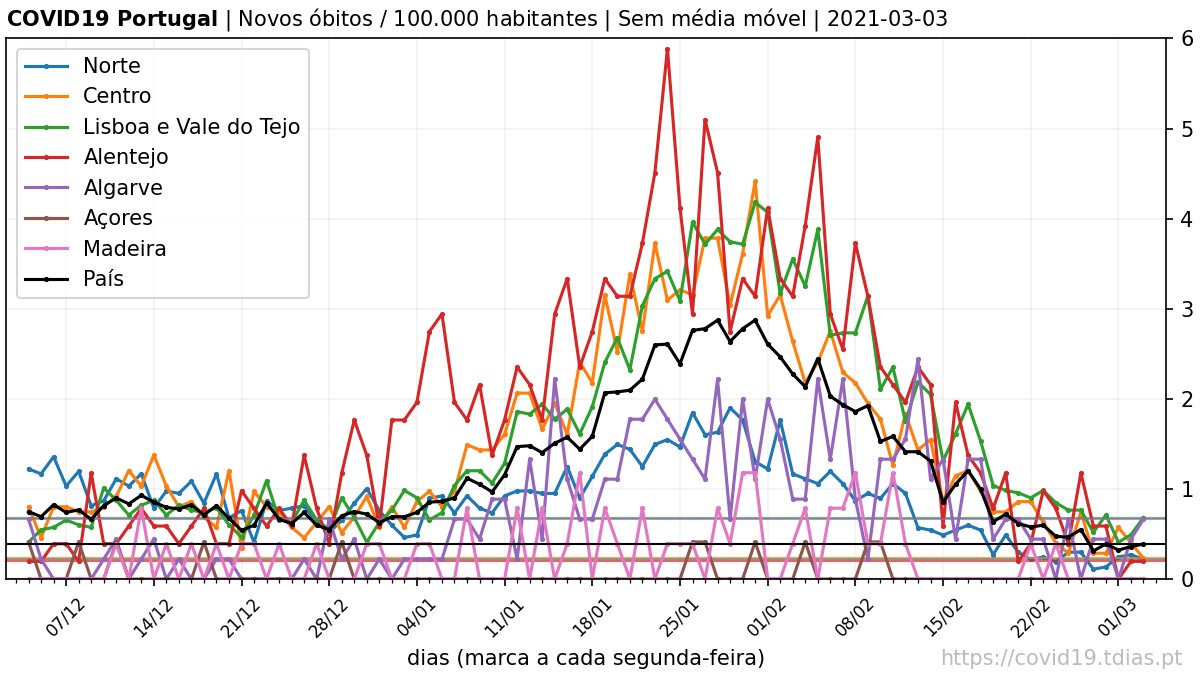 COVID19 Portugal | Novos óbitos / 100.000 habitantes | Sem média móvel | 2021-03-03
Norte
Centro
Lisboa e Vale do Tejo
Alentejo
Algarve
Açores
Madeira
País
6
5
4
3
2
1
0
07/12 14/12 21/12 28/12 04/01 11/01 18/01 25/01 01/02 08/02 15/02 22/02 01/03
dias (marca a cada segunda-feira)
https://covid19.tdias.pt